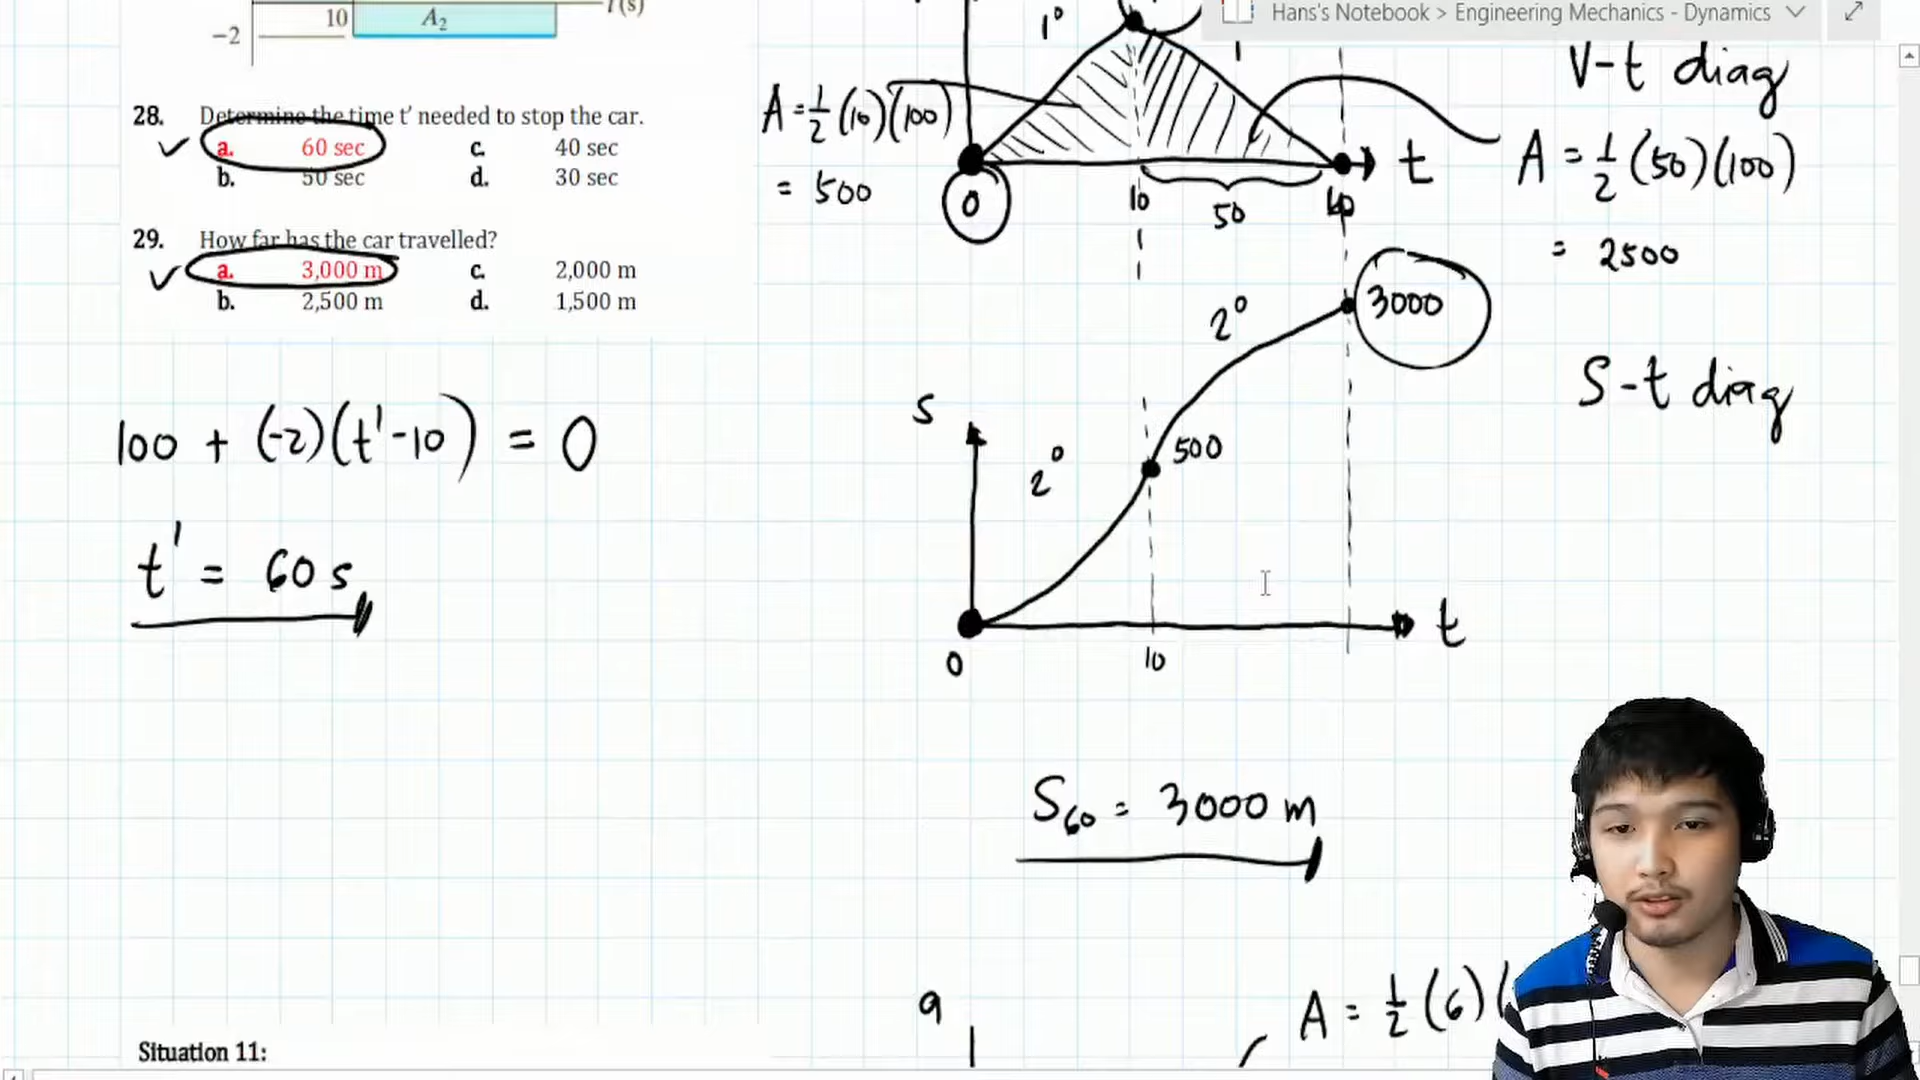 t (s)
10
A2
-2
28. Determine the time t' needed to stop the car.
a. 60 sec c. 40 sec
b. 50 sec d. 30 sec
29. How far has the car travelled?
a. 3,000 m c. 2,000 m
b. 2,500 m d. 1,500 m
100 + (-2)(t'-10) = 0
t' = 60 s
Situation 11:
Hans's Notebook > Engineering Mechanics - Dynamics
1°
V-t diag
A = 1/2 (10)(100)
= 500
t
0
10
50
60
A = 1/2 (50)(100)
= 2500
2°
3000
S-t diag
s
2°
500
t
0
10
S60 = 3000 m
a
A = 1/2 (6)(